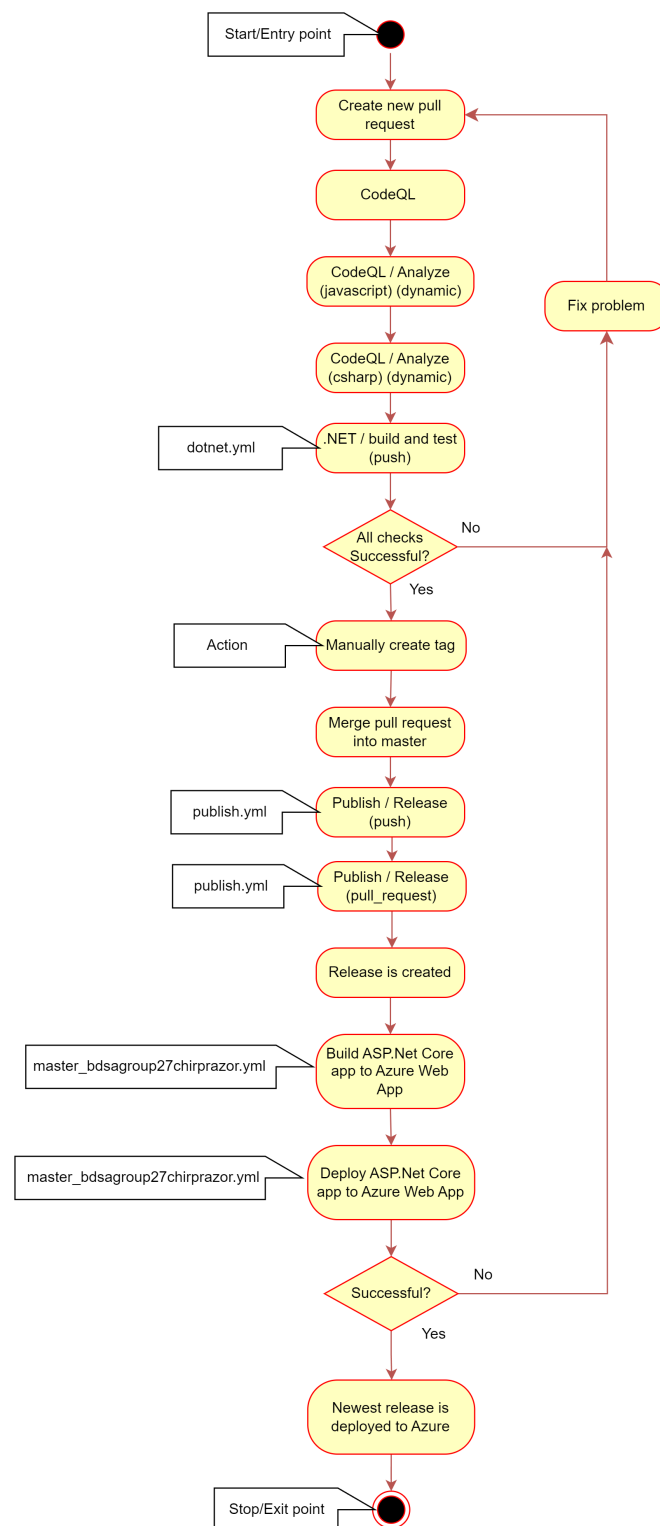 Start/Entry point
Create new pull
request
CodeQL
CodeQL / Analyze
(javascript) (dynamic)
Fix problem
CodeQL / Analyze
(csharp) (dynamic)
dotnet.yml
.NET / build and test
(push)
All checks
Successful?
No
Yes
Action
Manually create tag
Merge pull request
into master
publish.yml
Publish / Release
(push)
publish.yml
Publish / Release
(pull_request)
Release is created
master_bdsagroup27chirprazor.yml
Build ASP.Net Core
app to Azure Web
App
master_bdsagroup27chirprazor.yml
Deploy ASP.Net Core
app to Azure Web App
Successful?
No
Yes
Newest release is
deployed to Azure
Stop/Exit point